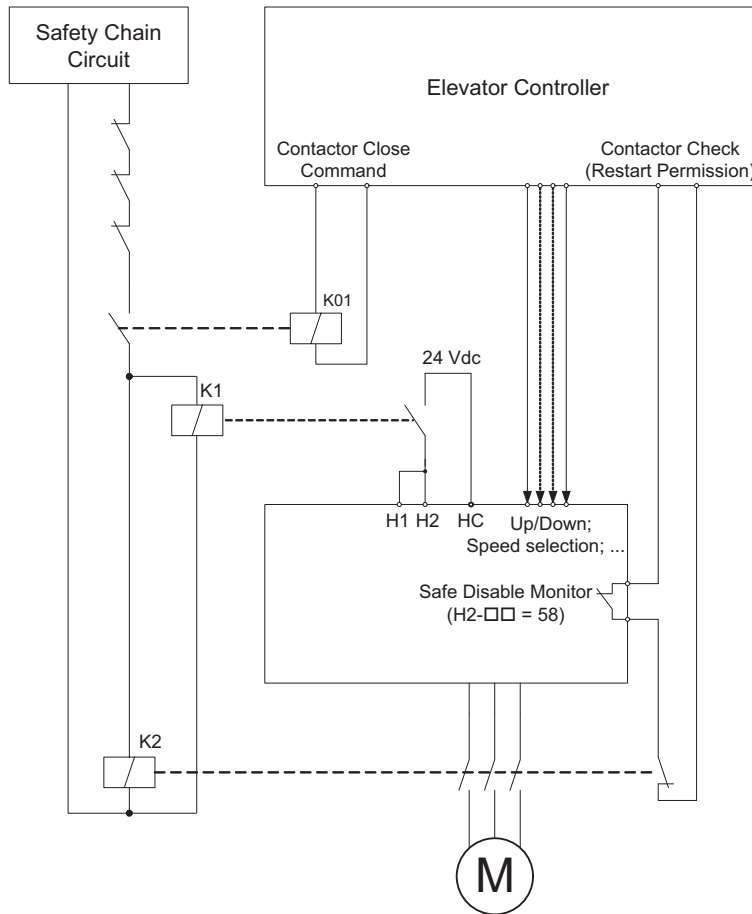 Safety Chain
Circuit
Elevator Controller
Contactor Close
Command
Contactor Check
(Restart Permission)
K01
24 Vdc
K1
H1 H2 HC Up/Down;
Speed selection; ...
Safe Disable Monitor
(H2-□□ = 58)
K2
M